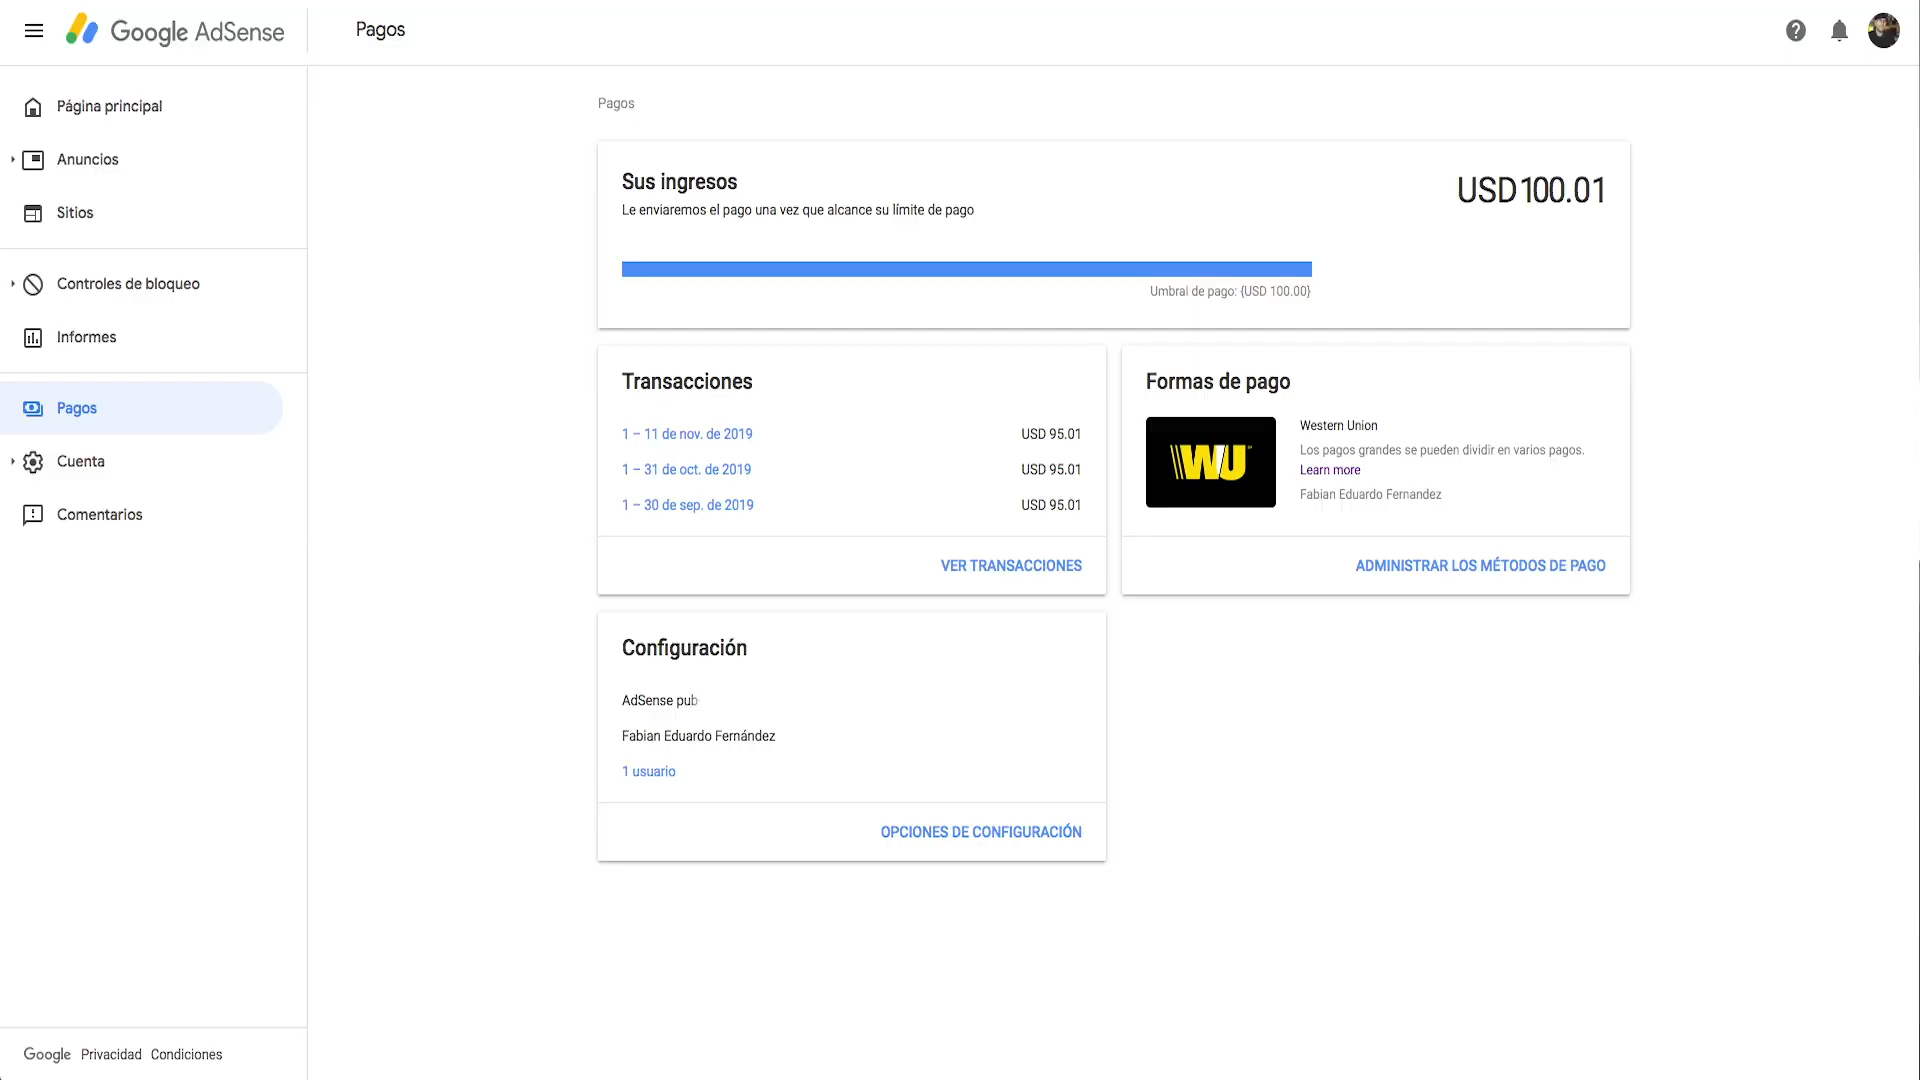 Google AdSense
Pagos
Página principal
Anuncios
Sitios
Controles de bloqueo
Informes
Pagos
Cuenta
Comentarios
Google Privacidad Condiciones
Pagos
Sus ingresos
USD 100.01
Le enviaremos el pago una vez que alcance su límite de pago
Umbral de pago: {USD 100.00}
Transacciones
1 – 11 de nov. de 2019 USD 95.01
1 – 31 de oct. de 2019 USD 95.01
1 – 30 de sep. de 2019 USD 95.01
VER TRANSACCIONES
Formas de pago
WU
Western Union
Los pagos grandes se pueden dividir en varios pagos.
Learn more
Fabian Eduardo Fernandez
ADMINISTRAR LOS MÉTODOS DE PAGO
Configuración
AdSense pub
Fabian Eduardo Fernández
1 usuario
OPCIONES DE CONFIGURACIÓN